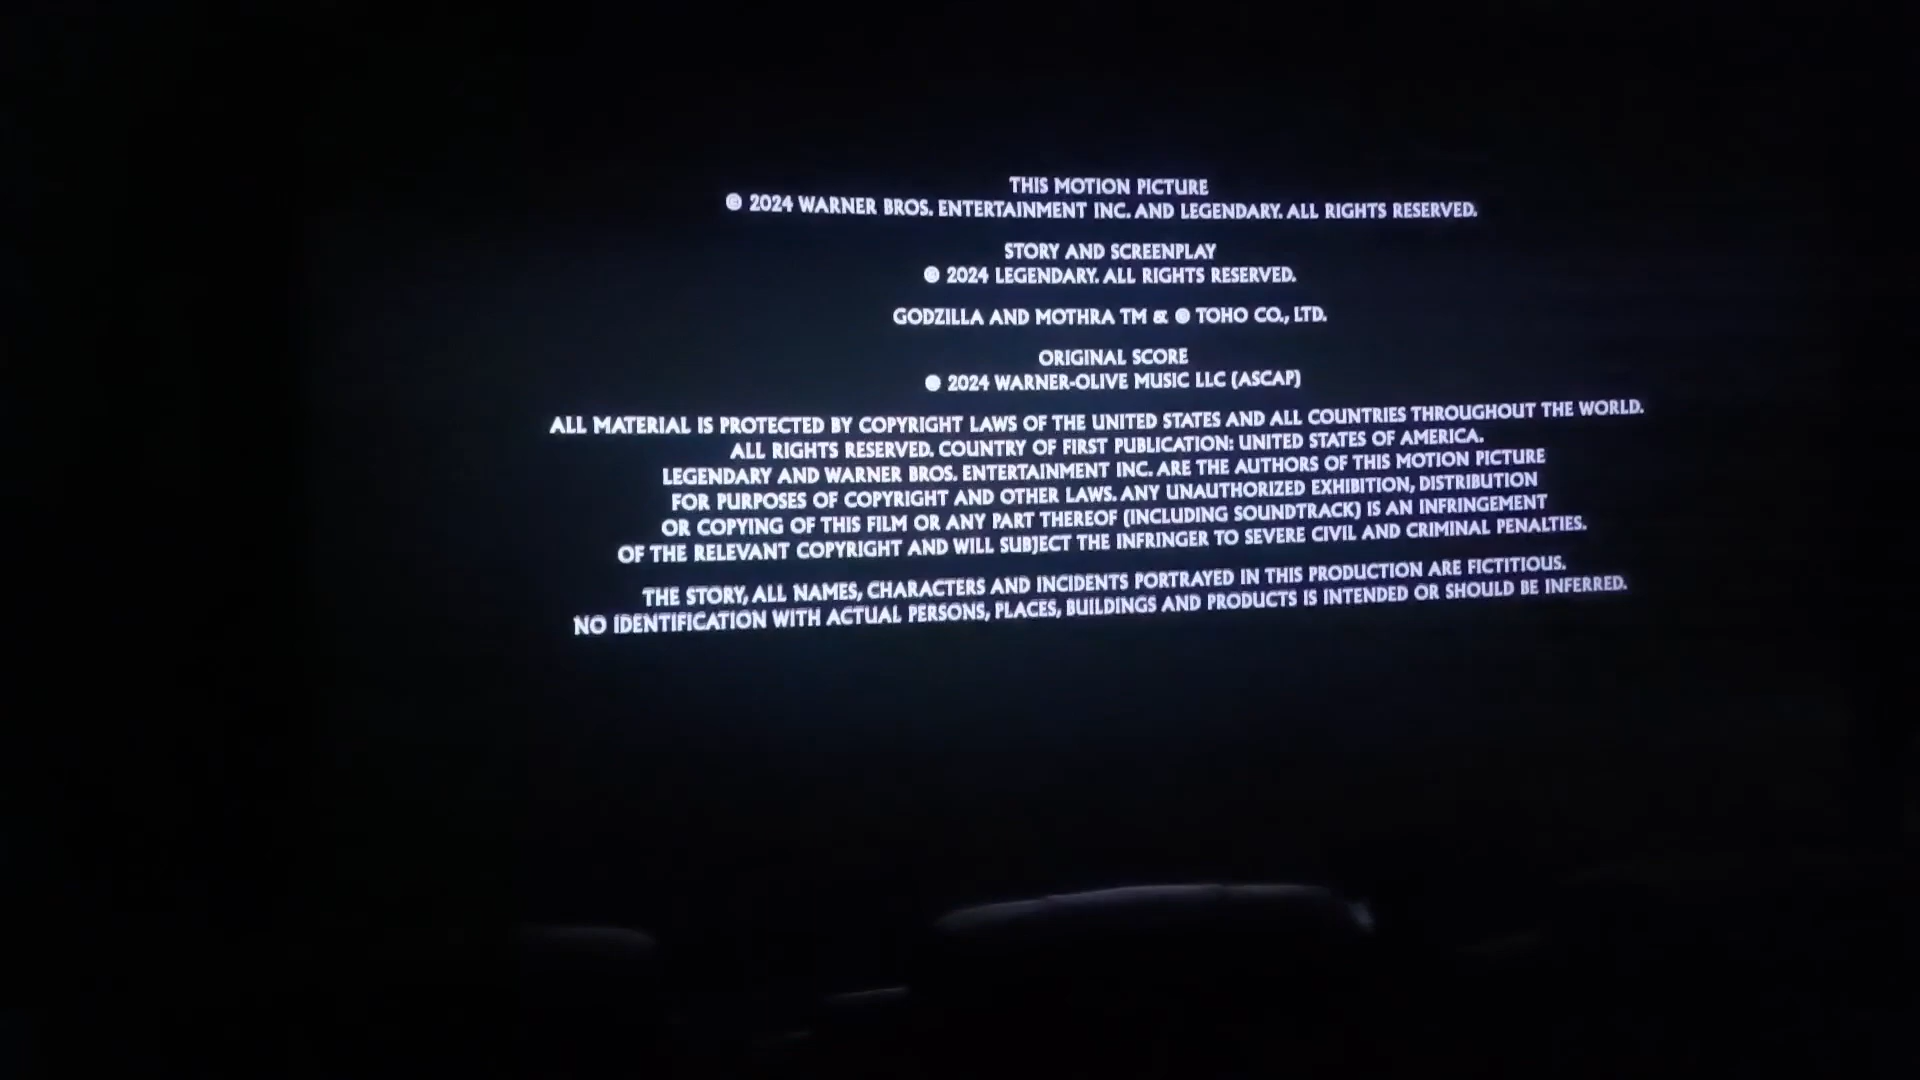 THIS MOTION PICTURE
© 2024 WARNER BROS. ENTERTAINMENT INC. AND LEGENDARY. ALL RIGHTS RESERVED.
STORY AND SCREENPLAY
© 2024 LEGENDARY. ALL RIGHTS RESERVED.
GODZILLA AND MOTHRA TM & © TOHO CO., LTD.
ORIGINAL SCORE
© 2024 WARNER-OLIVE MUSIC LLC (ASCAP)
ALL MATERIAL IS PROTECTED BY COPYRIGHT LAWS OF THE UNITED STATES AND ALL COUNTRIES THROUGHOUT THE WORLD.
ALL RIGHTS RESERVED. COUNTRY OF FIRST PUBLICATION: UNITED STATES OF AMERICA.
LEGENDARY AND WARNER BROS. ENTERTAINMENT INC. ARE THE AUTHORS OF THIS MOTION PICTURE
FOR PURPOSES OF COPYRIGHT AND OTHER LAWS. ANY UNAUTHORIZED EXHIBITION, DISTRIBUTION
OR COPYING OF THIS FILM OR ANY PART THEREOF (INCLUDING SOUNDTRACK) IS AN INFRINGEMENT
OF THE RELEVANT COPYRIGHT AND WILL SUBJECT THE INFRINGER TO SEVERE CIVIL AND CRIMINAL PENALTIES.
THE STORY, ALL NAMES, CHARACTERS AND INCIDENTS PORTRAYED IN THIS PRODUCTION ARE FICTITIOUS.
NO IDENTIFICATION WITH ACTUAL PERSONS, PLACES, BUILDINGS AND PRODUCTS IS INTENDED OR SHOULD BE INFERRED.